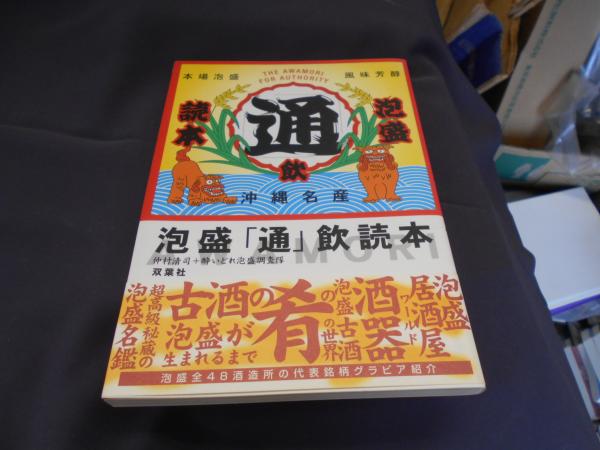 本場泡盛
THE AWAMORI
FOR AUTHORITY
風味芳醇
泡盛
通
飲
読本
沖縄名産
AWAMORI
泡盛「通」飲読本
仲村清司+酔いどれ泡盛調査隊
双葉社
泡盛
居酒屋
ワールド
酒器
泡盛古酒
の世界
の肴
古酒の
泡盛が
生まれるまで
超高級秘蔵の
泡盛名鑑
泡盛全48酒造所の代表銘柄グラビア紹介